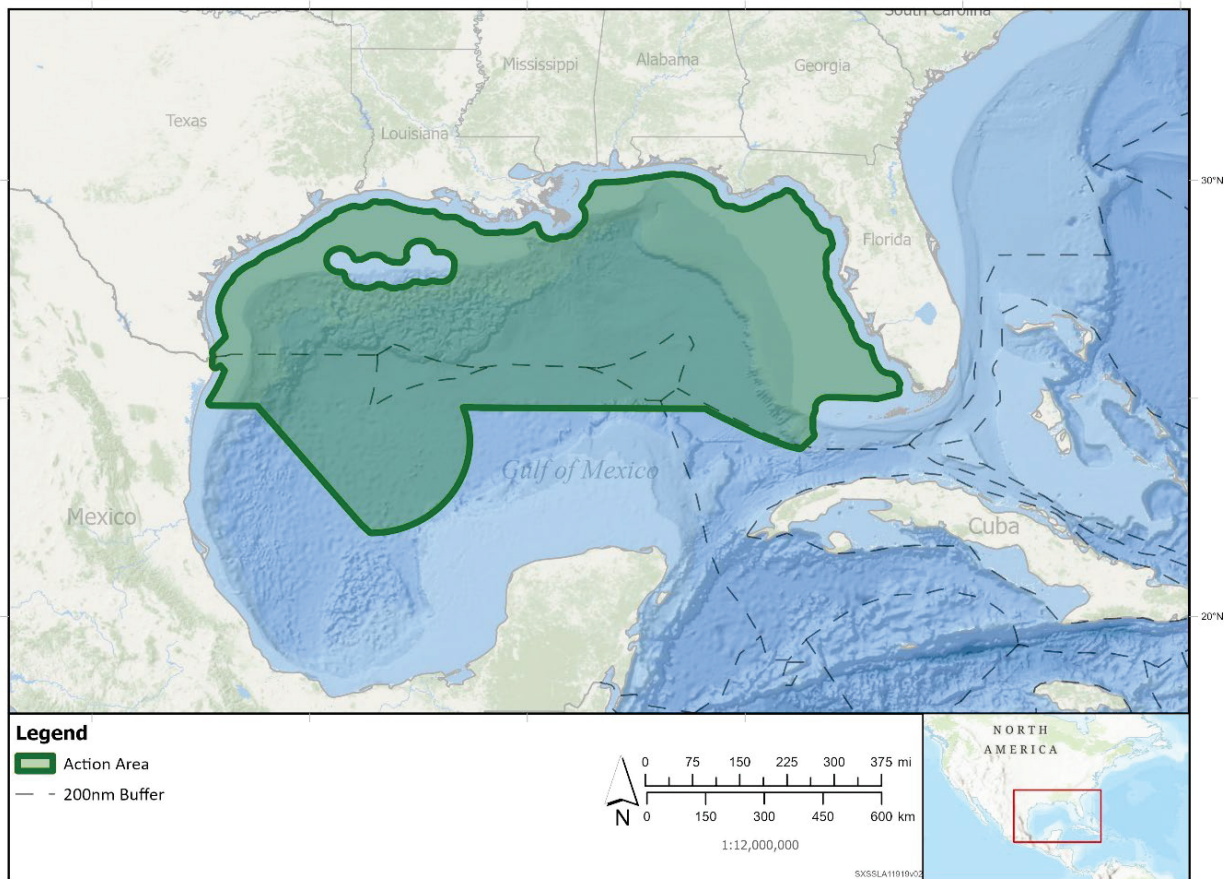 South Carolina
Mississippi
Alabama
Georgia
Texas
Louisiana
30°N
Florida
Gulf of Mexico
Mexico
Cuba
20°N
Legend
Action Area
200nm Buffer
N
0 75 150 225 300 375 mi
0 150 300 450 600 km
1:12,000,000
SXSSLA11919v02
NORTH
AMERICA